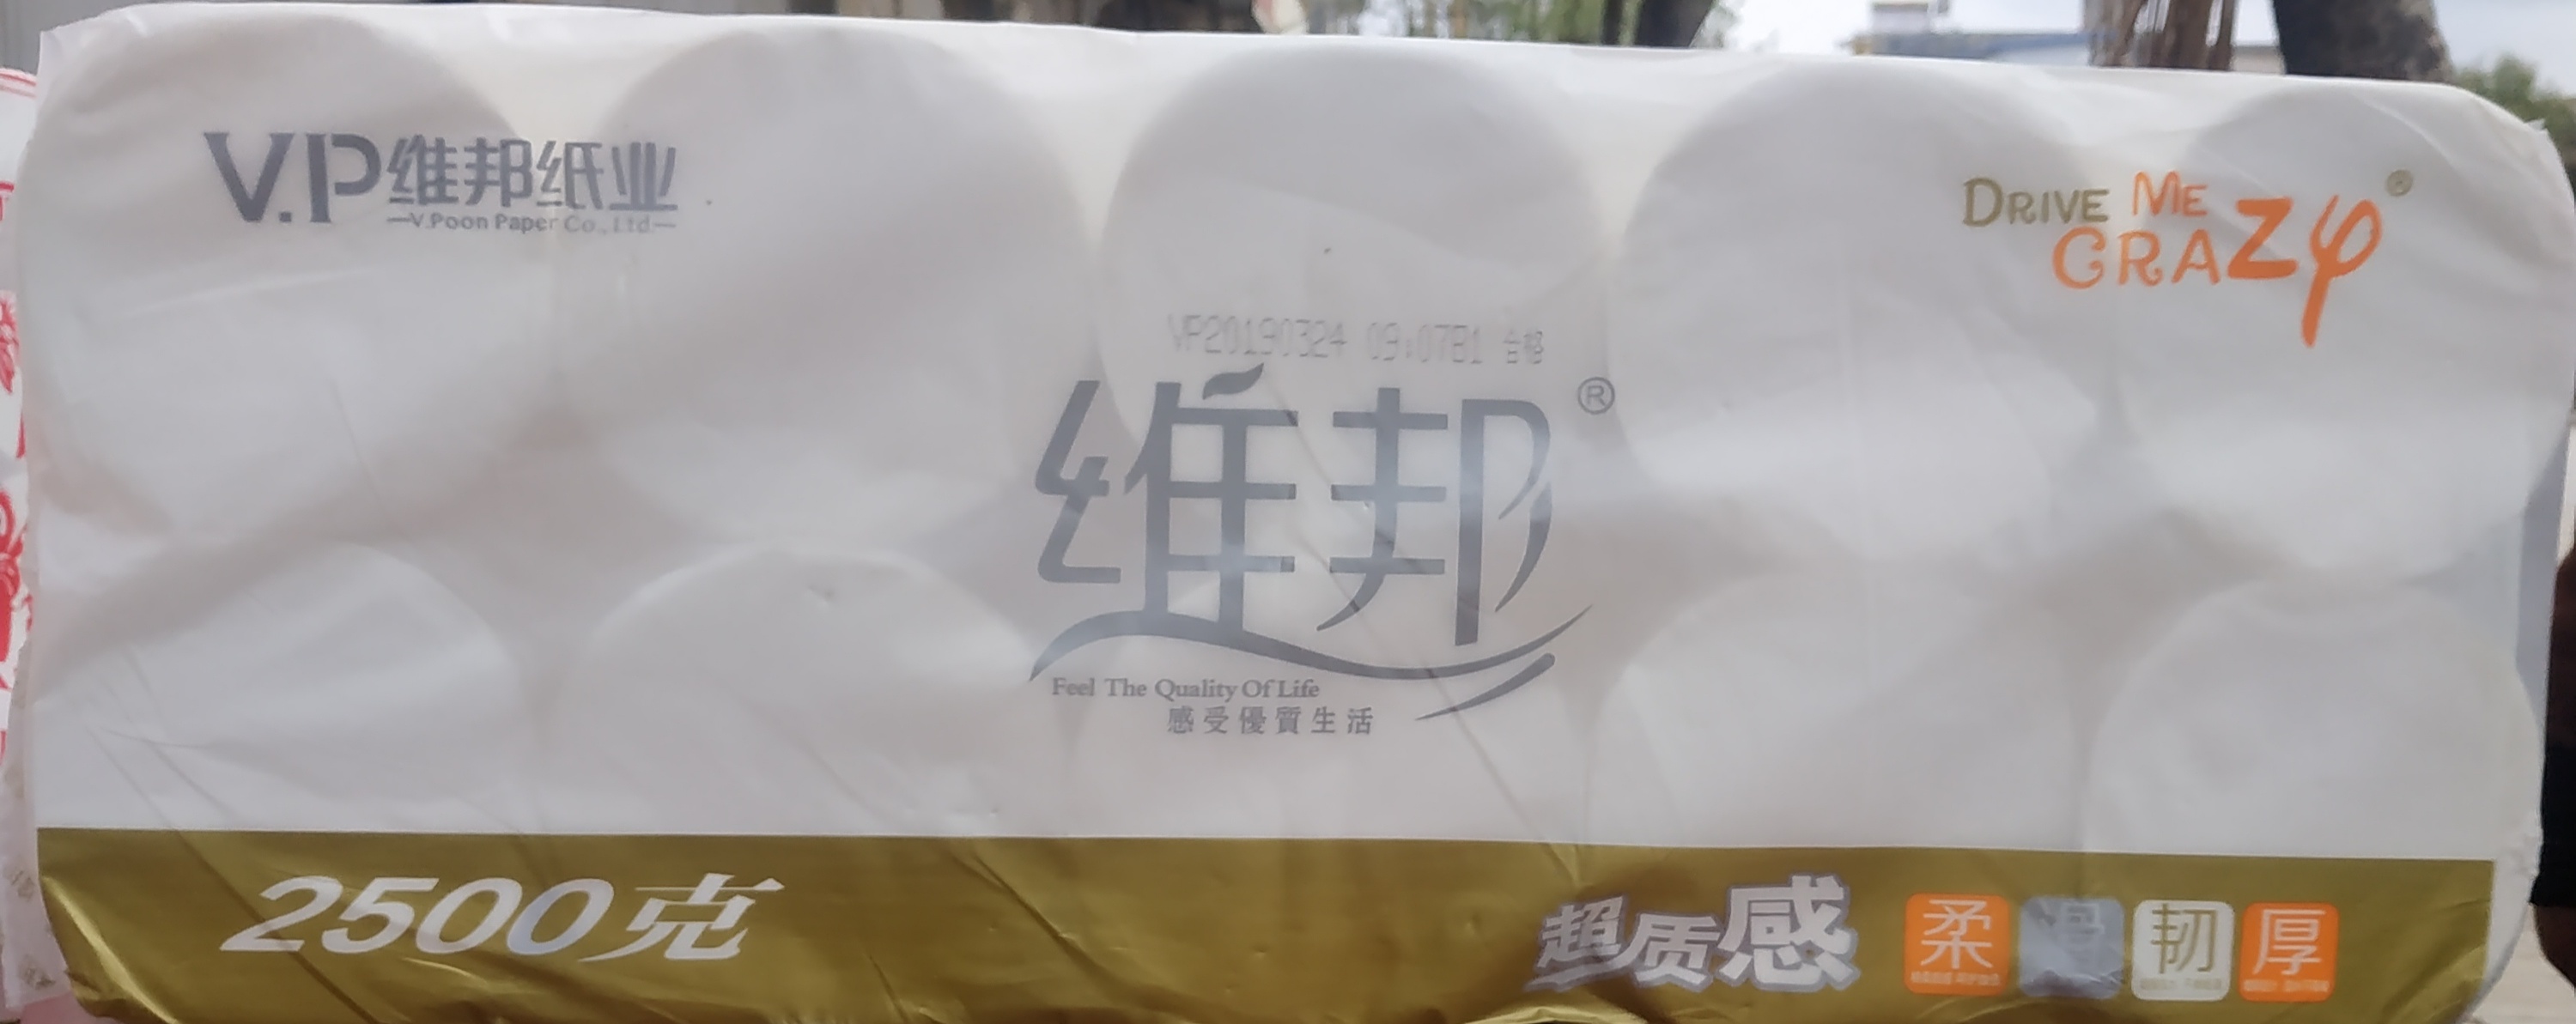 V.P维邦纸业
V.Poon Paper Co.,Ltd.
DRIVE ME
CRAZY
VP20190324 09:07B1 合格
维邦®
Feel The Quality Of Life
感受優質生活
2500克
超质感 柔 滑 韧 厚